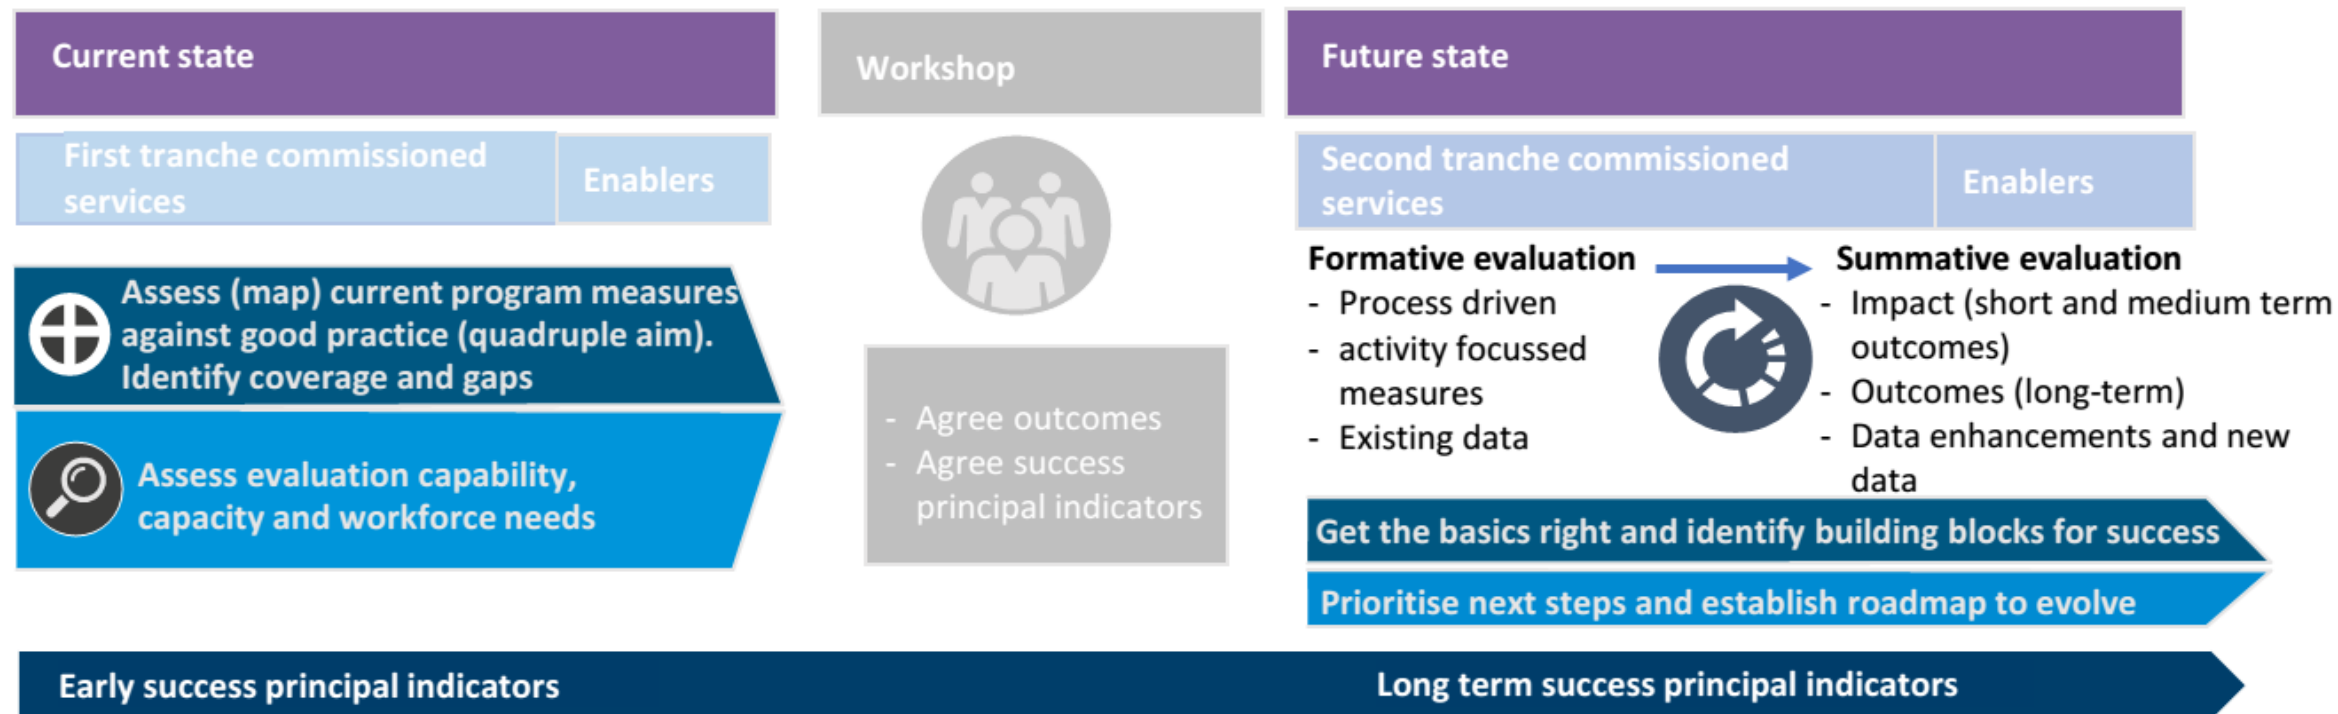 Current state
First tranche commissioned
services
Enablers
Assess (map) current program measures
against good practice (quadruple aim).
Identify coverage and gaps
Assess evaluation capability,
capacity and workforce needs
Workshop
- Agree outcomes
- Agree success
principal indicators
Future state
Second tranche commissioned
services
Enablers
Formative evaluation
- Process driven
- activity focussed
measures
- Existing data
Summative evaluation
- Impact (short and medium term
outcomes)
- Outcomes (long-term)
- Data enhancements and new
data
Get the basics right and identify building blocks for success
Prioritise next steps and establish roadmap to evolve
Early success principal indicators
Long term success principal indicators